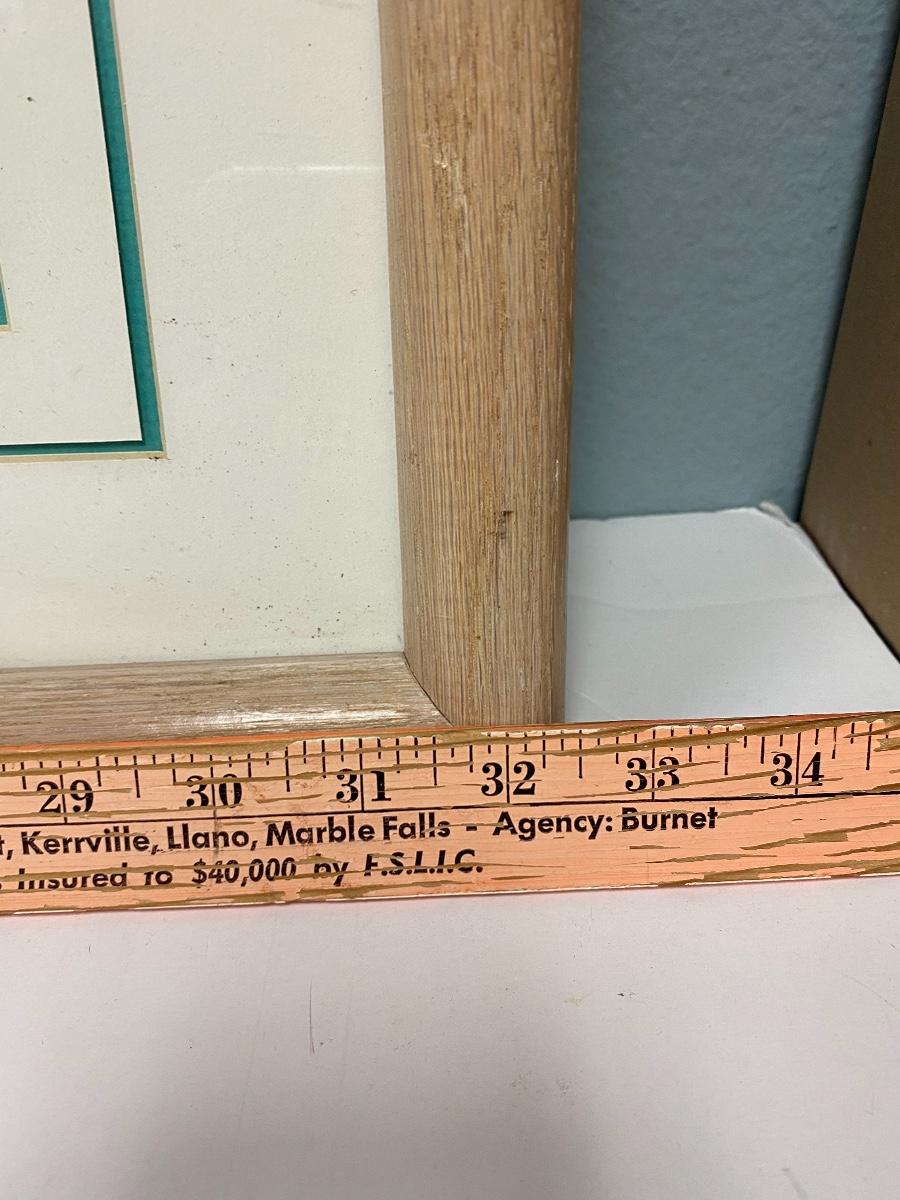 29 30 31 32 33 34
, Kerrville, Llano, Marble Falls - Agency: Burnet
Insured to $40,000 by F.S.L.I.C.